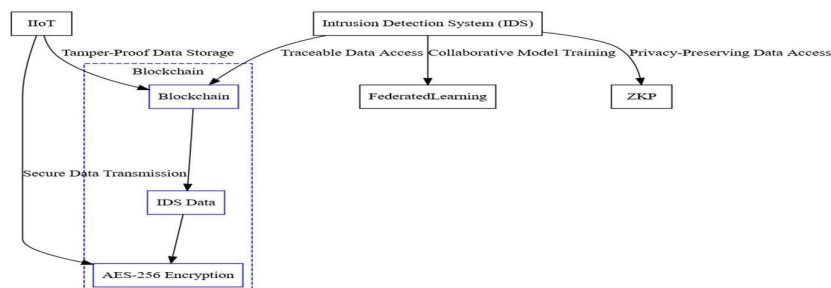 IIoT
Intrusion Detection System (IDS)
Tamper-Proof Data Storage
Traceable Data Access
Collaborative Model Training
Privacy-Preserving Data Access
Blockchain
Blockchain
FederatedLearning
ZKP
Secure Data Transmission
IDS Data
AES-256 Encryption